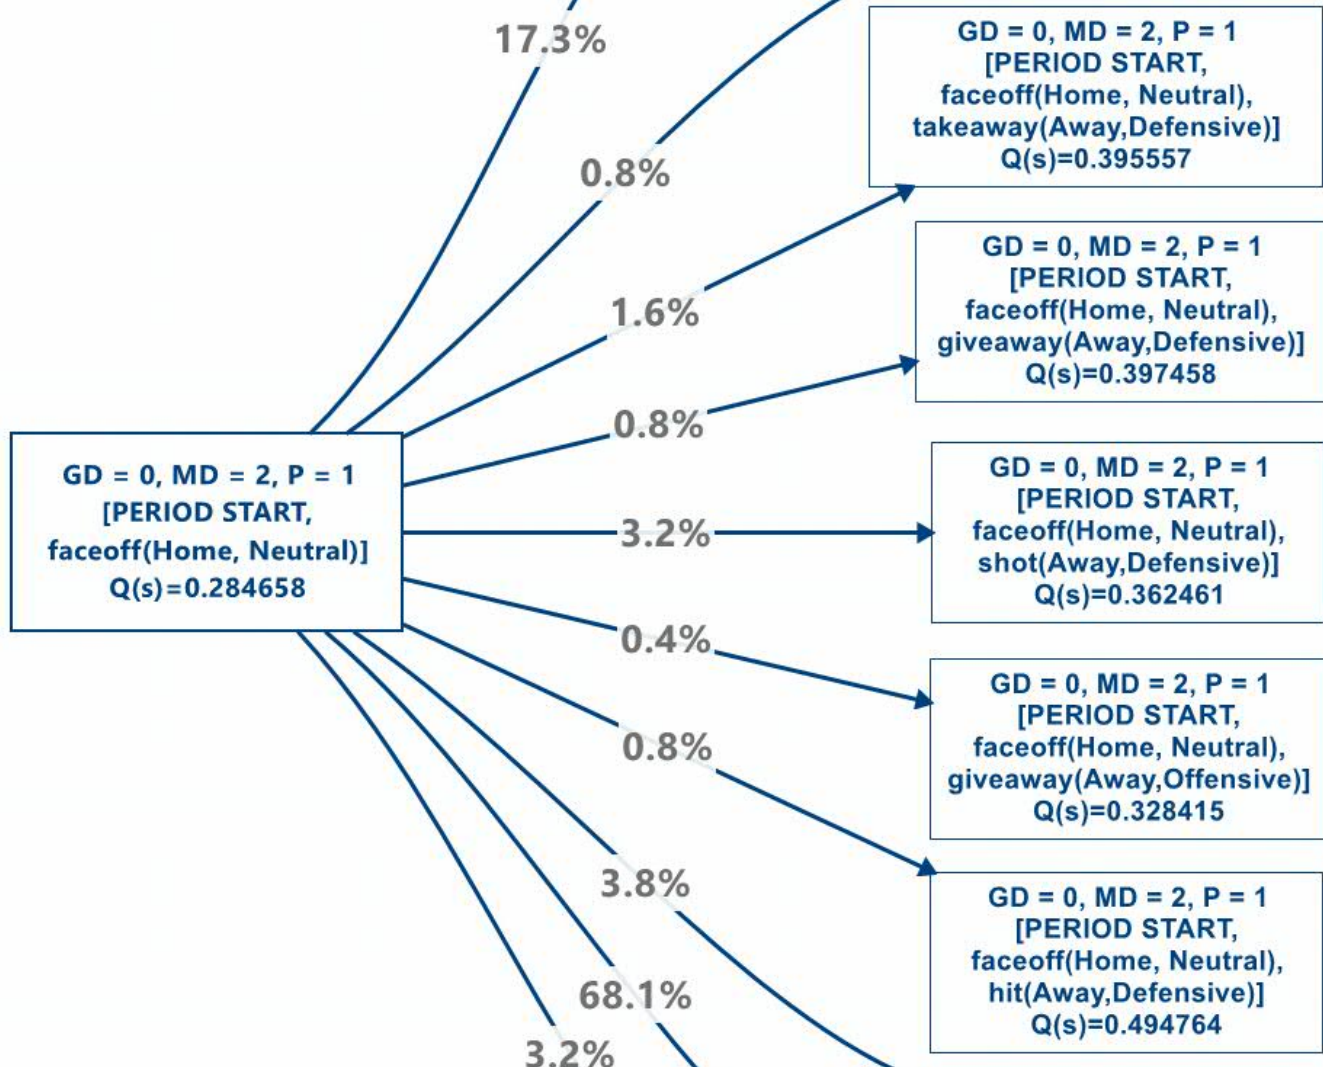 17.3%
0.8%
1.6%
0.8%
3.2%
0.4%
0.8%
3.8%
68.1%
3.2%
GD = 0, MD = 2, P = 1
[PERIOD START,
faceoff(Home, Neutral)]
Q(s)=0.284658
GD = 0, MD = 2, P = 1
[PERIOD START,
faceoff(Home, Neutral),
takeaway(Away,Defensive)]
Q(s)=0.395557
GD = 0, MD = 2, P = 1
[PERIOD START,
faceoff(Home, Neutral),
giveaway(Away,Defensive)]
Q(s)=0.397458
GD = 0, MD = 2, P = 1
[PERIOD START,
faceoff(Home, Neutral),
shot(Away,Defensive)]
Q(s)=0.362461
GD = 0, MD = 2, P = 1
[PERIOD START,
faceoff(Home, Neutral),
giveaway(Away,Offensive)]
Q(s)=0.328415
GD = 0, MD = 2, P = 1
[PERIOD START,
faceoff(Home, Neutral),
hit(Away,Defensive)]
Q(s)=0.494764